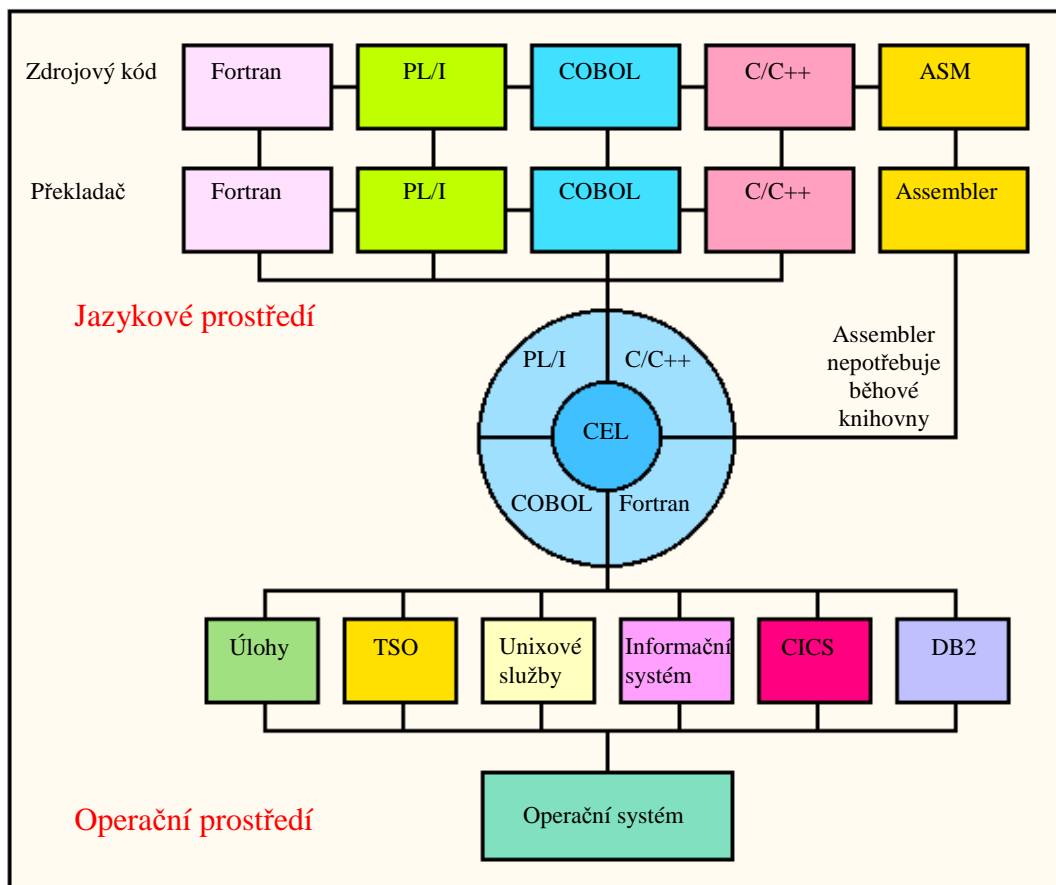 Zdrojový kód
Fortran
PL/I
COBOL
C/C++
ASM
Překladač
Fortran
PL/I
COBOL
C/C++
Assembler
Jazykové prostředí
Assembler
nepotřebuje
běhové
knihovny
PL/I
C/C++
CEL
COBOL
Fortran
Úlohy
TSO
Unixové
služby
Informační
systém
CICS
DB2
Operační prostředí
Operační systém